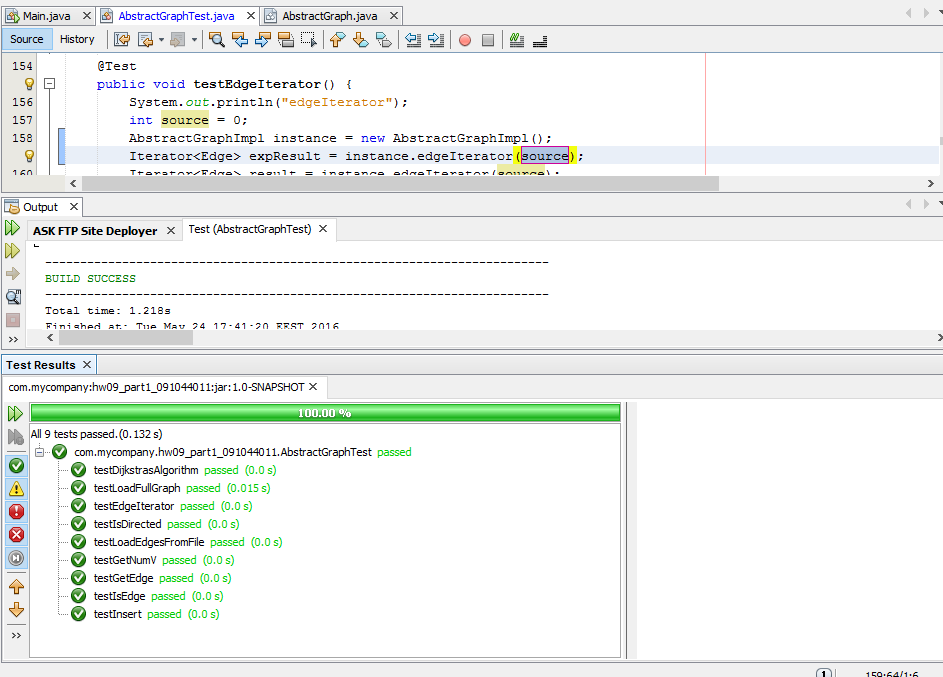 Main.java AbstractGraphTest.java AbstractGraph.java
Source History
154 @Test
public void testEdgeIterator() {
156 System.out.println("edgeIterator");
157 int source = 0;
158 AbstractGraphImpl instance = new AbstractGraphImpl();
Iterator<Edge> expResult = instance.edgeIterator(source);
160 Iterator<Edge> result = instance.edgeIterator(source);
Output
ASK FTP Site Deployer Test (AbstractGraphTest)
------------------------------------------------------------------------
BUILD SUCCESS
------------------------------------------------------------------------
Total time: 1.218s
Finished at: Tue May 24 17:41:20 EEST 2016
Test Results
com.mycompany:hw09_part1_091044011:jar:1.0-SNAPSHOT
100.00 %
All 9 tests passed.(0.132 s)
com.mycompany.hw09_part1_091044011.AbstractGraphTest passed
testDijkstrasAlgorithm passed (0.0 s)
testLoadFullGraph passed (0.015 s)
testEdgeIterator passed (0.0 s)
testIsDirected passed (0.0 s)
testLoadEdgesFromFile passed (0.0 s)
testGetNumV passed (0.0 s)
testGetEdge passed (0.0 s)
testIsEdge passed (0.0 s)
testInsert passed (0.0 s)
1 159:64/1:6